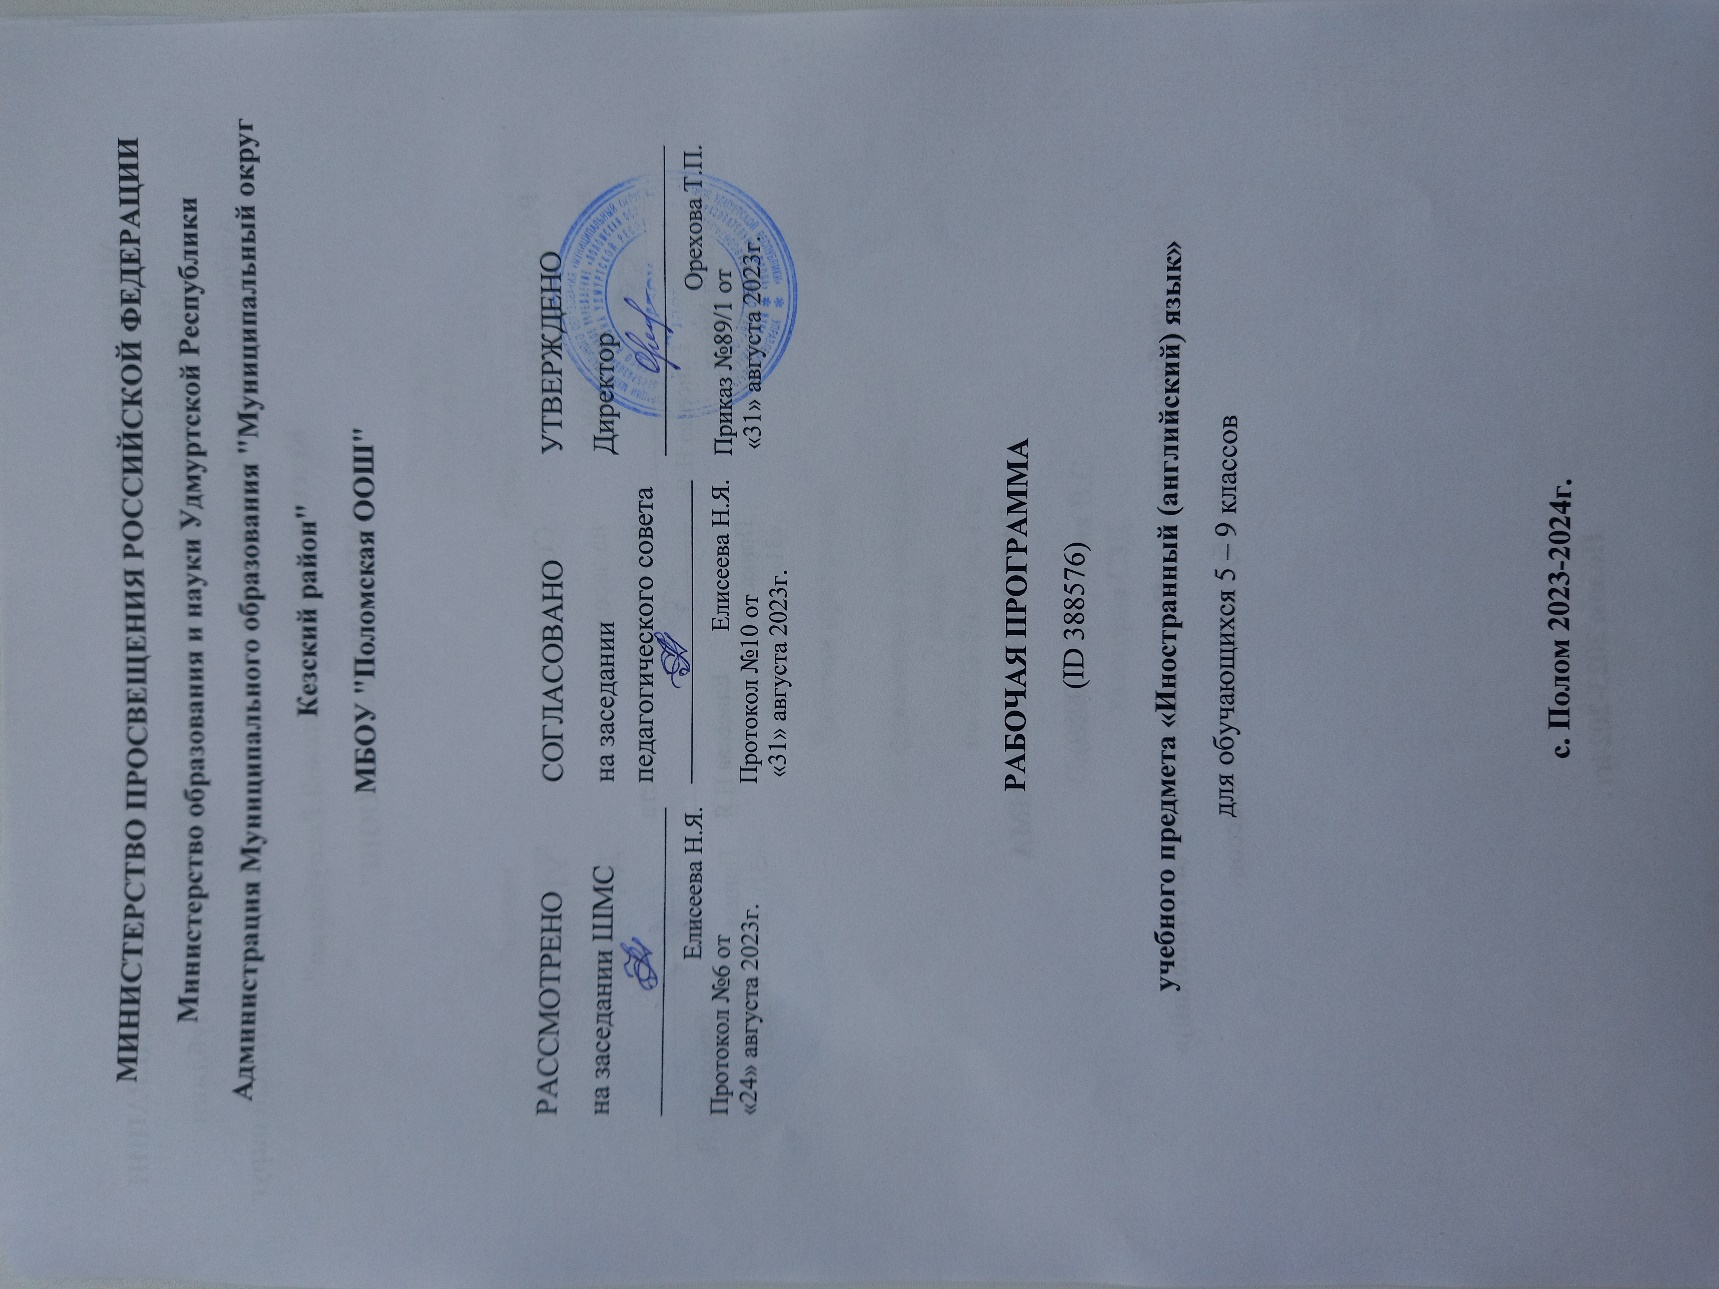 МИНИСТЕРСТВО ПРОСВЕЩЕНИЯ РОССИЙСКОЙ ФЕДЕРАЦИИ
Министерство образования и науки Удмуртской Республики
Администрация Муниципального образования "Муниципальный округ
Кезский район"
МБОУ "Поломская ООШ"
РАССМОТРЕНО
на заседании ШМС
Елисеева Н.Я.
Протокол №6 от
«24» августа 2023г.
СОГЛАСОВАНО
на заседании
педагогического совета
Елисеева Н.Я.
Протокол №10 от
«31» августа 2023г.
УТВЕРЖДЕНО
Директор
Орехова Т.П.
Приказ №89/1 от
«31» августа 2023г.
РАБОЧАЯ ПРОГРАММА
(ID 388576)
учебного предмета «Иностранный (английский) язык»
для обучающихся 5 – 9 классов
с. Полом 2023-2024г.